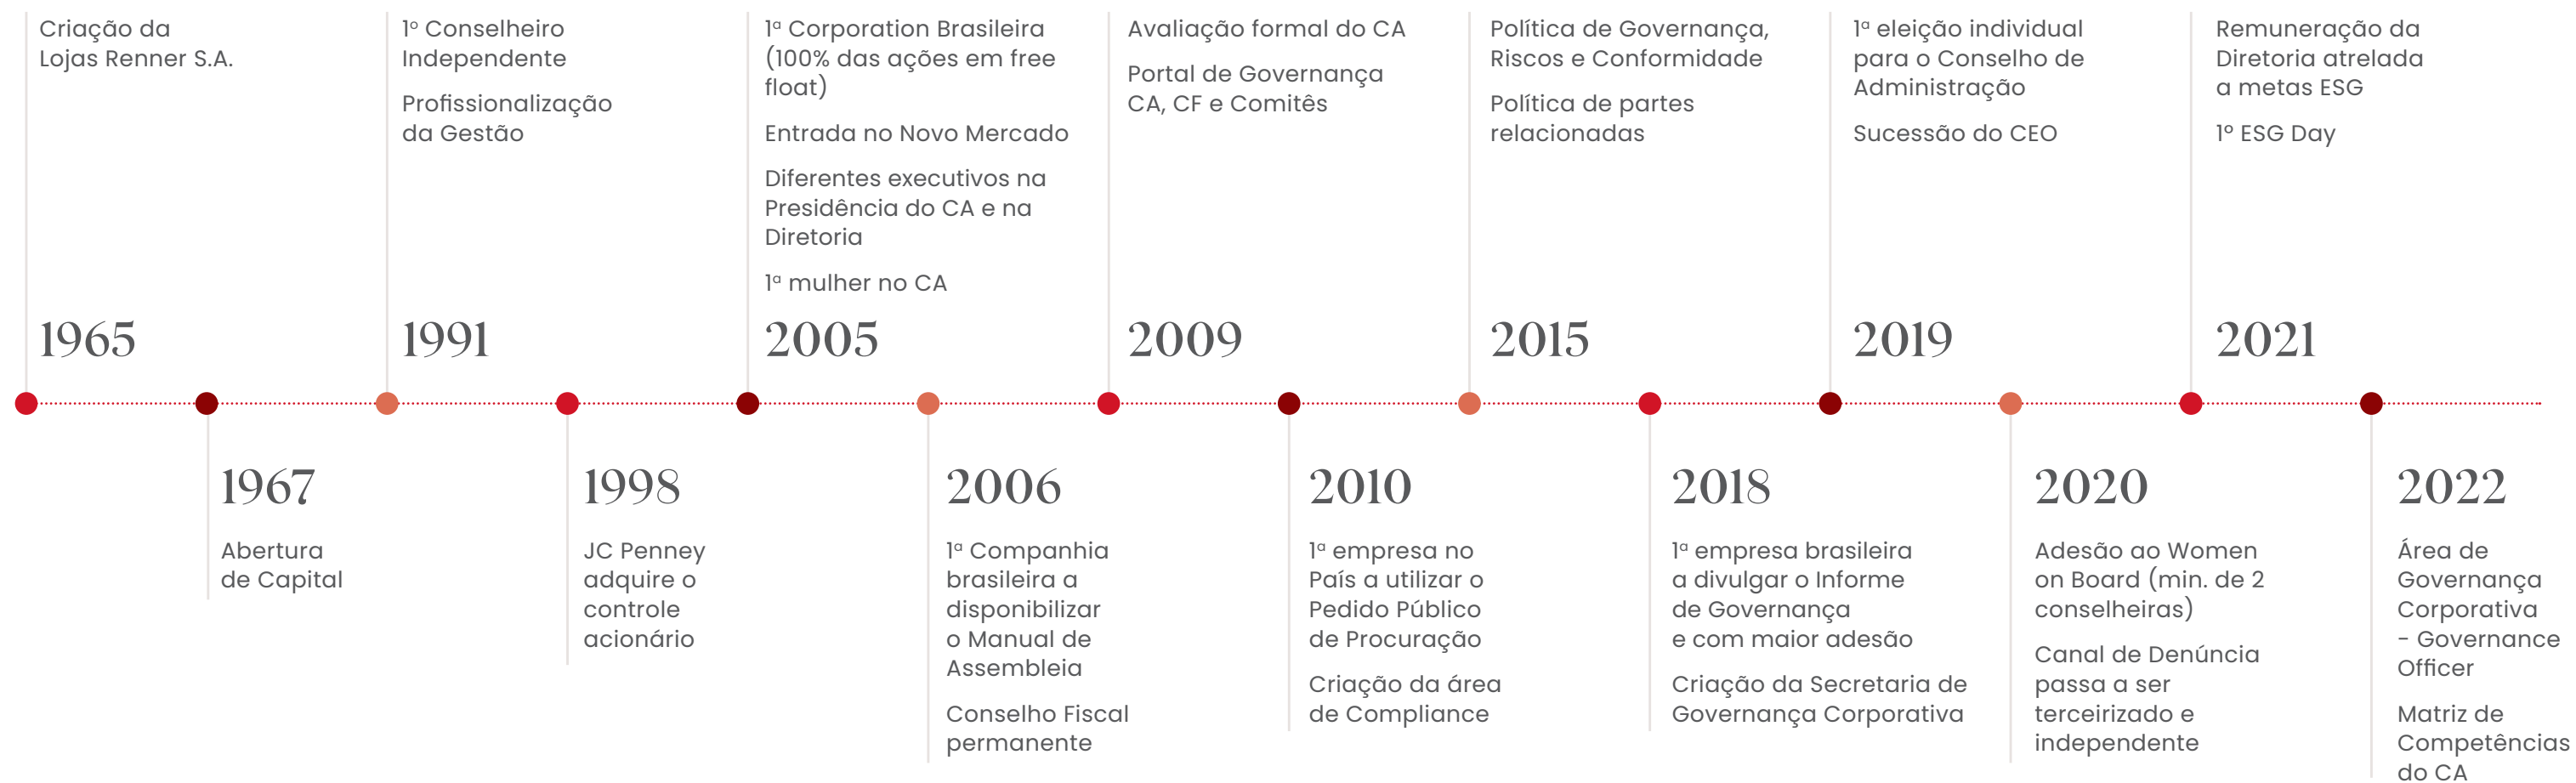 Criação da
Lojas Renner S.A.
1965
1967
Abertura
de Capital
1º Conselheiro
Independente
Profissionalização
da Gestão
1991
1998
JC Penney
adquire o
controle
acionário
1ª Corporation Brasileira
(100% das ações em free
float)
Entrada no Novo Mercado
Diferentes executivos na
Presidência do CA e na
Diretoria
1ª mulher no CA
2005
2006
1ª Companhia
brasileira a
disponibilizar
o Manual de
Assembleia
Conselho Fiscal
permanente
Avaliação formal do CA
Portal de Governança
CA, CF e Comitês
2009
2010
1ª empresa no
País a utilizar o
Pedido Público
de Procuração
Criação da área
de Compliance
Política de Governança,
Riscos e Conformidade
Política de partes
relacionadas
2015
2018
1ª empresa brasileira
a divulgar o Informe
de Governança
e com maior adesão
Criação da Secretaria de
Governança Corporativa
1ª eleição individual
para o Conselho de
Administração
Sucessão do CEO
2019
2020
Adesão ao Women
on Board (min. de 2
conselheiras)
Canal de Denúncia
passa a ser
terceirizado e
independente
Remuneração da
Diretoria atrelada
a metas ESG
1º ESG Day
2021
2022
Área de
Governança
Corporativa
- Governance
Officer
Matriz de
Competências
do CA